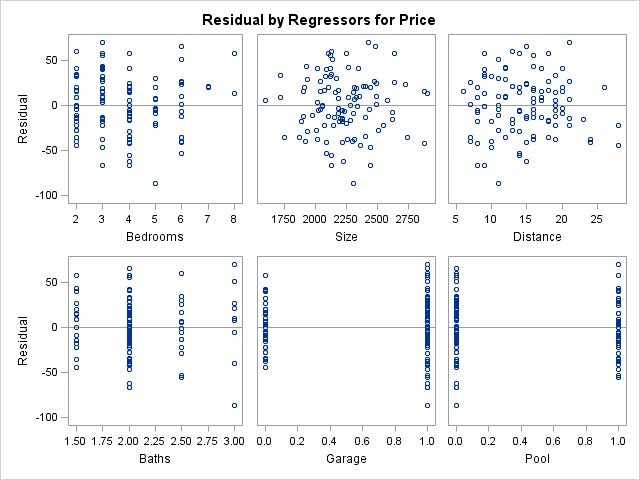 Residual by Regressors for Price
Residual
50
0
-50
-100
2 3 4 5 6 7 8
Bedrooms
1750 2000 2250 2500 2750
Size
5 10 15 20 25
Distance
Residual
50
0
-50
-100
1.50 1.75 2.00 2.25 2.50 2.75 3.00
Baths
0.0 0.2 0.4 0.6 0.8 1.0
Garage
0.0 0.2 0.4 0.6 0.8 1.0
Pool